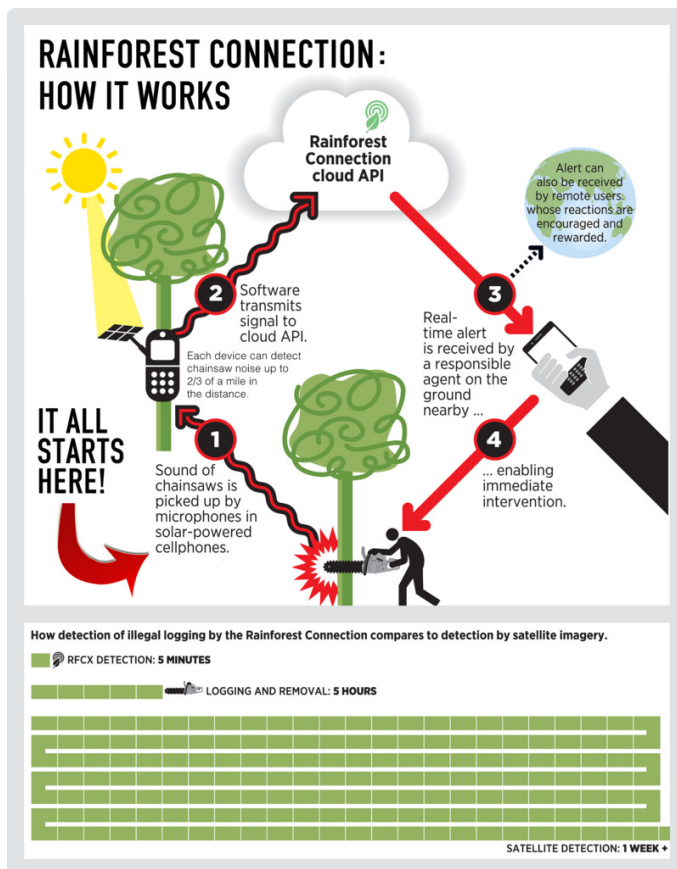 RAINFOREST CONNECTION:
HOW IT WORKS
Rainforest
Connection
cloud API
Alert can
also be received
by remote users.
whose reactions are
encouraged and
rewarded.
2
Software
transmits
signal to
cloud API.
Each device can detect
chainsaw noise up to
2/3 of a mile in
the distance.
3
Real-
time alert
is received by
a responsible
agent on the
ground
nearby ...
IT ALL
STARTS
HERE!
1
Sound of
chainsaws is
picked up by
microphones in
solar-powered
cellphones.
4
... enabling
immediate
intervention.
How detection of illegal logging by the Rainforest Connection compares to detection by satellite imagery.
RFCX DETECTION: 5 MINUTES
LOGGING AND REMOVAL: 5 HOURS
SATELLITE DETECTION: 1 WEEK +